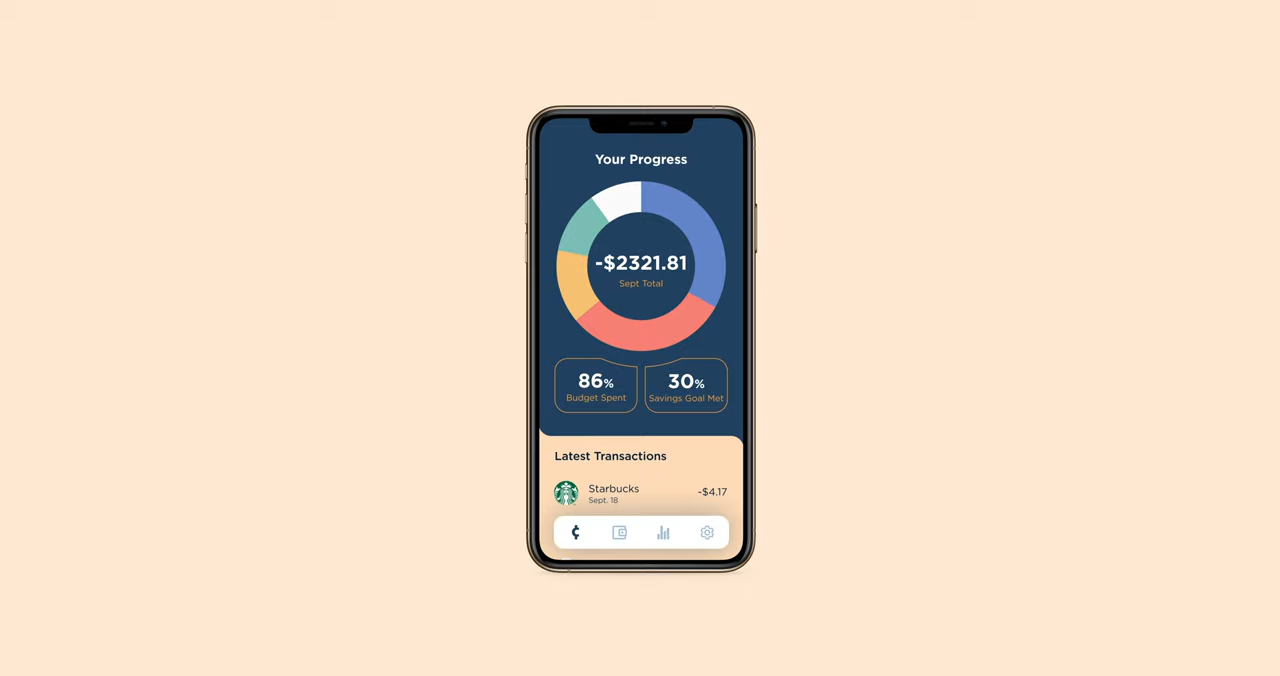 Your Progress
-$2321.81
Sept Total
86%
Budget Spent
30%
Savings Goal Met
Latest Transactions
Starbucks
Sept. 18
-$4.17